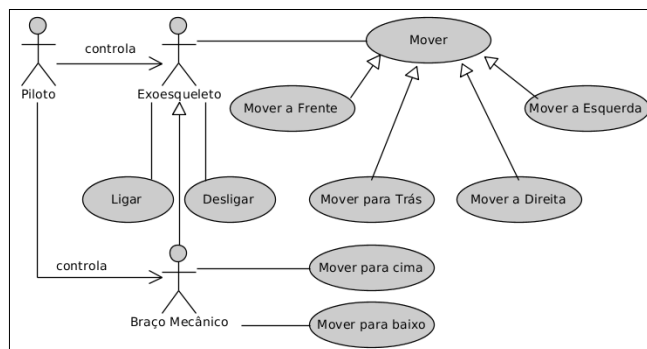 controla
Mover
Piloto
Exoesqueleto
Mover a Frente
Mover a Esquerda
Ligar
Desligar
Mover para Trás
Mover a Direita
controla
Mover para cima
Braço Mecânico
Mover para baixo